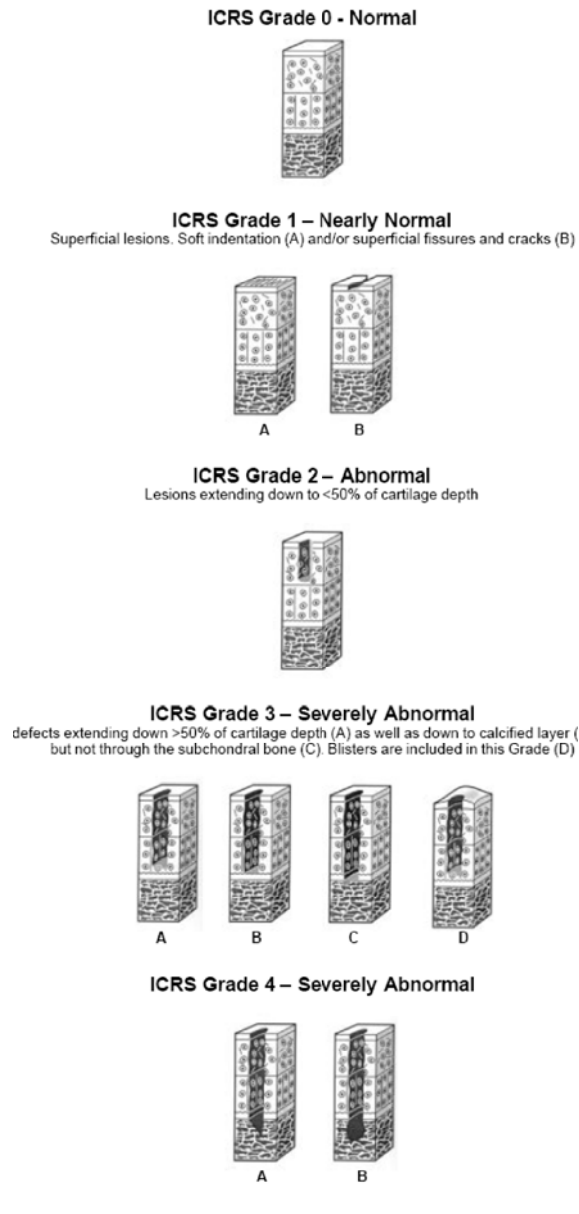 ICRS Grade 0 - Normal
ICRS Grade 1 – Nearly Normal
Superficial lesions. Soft indentation (A) and/or superficial fissures and cracks (B)
A B
ICRS Grade 2 – Abnormal
Lesions extending down to <50% of cartilage depth
ICRS Grade 3 – Severely Abnormal
defects extending down >50% of cartilage depth (A) as well as down to calcified layer (
but not through the subchondral bone (C). Blisters are included in this Grade (D)
A B C D
ICRS Grade 4 – Severely Abnormal
A B